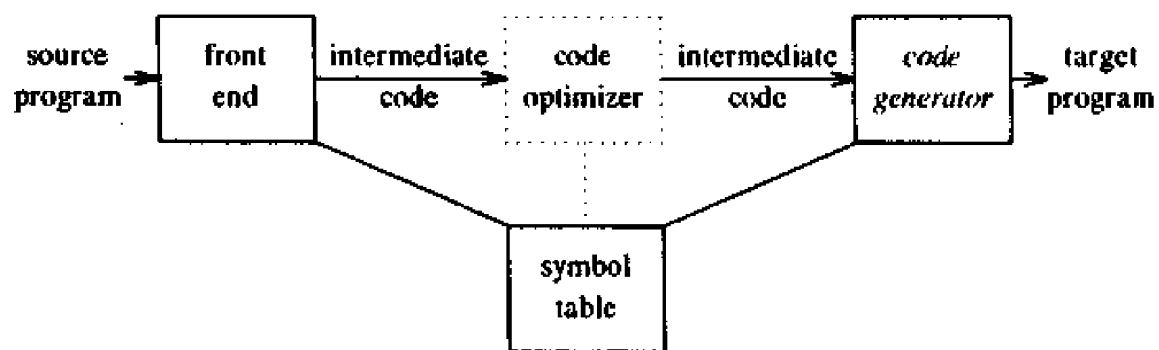 source
program
front
end
intermediate
code
code
optimizer
intermediate
code
code
generator
target
program
symbol
table